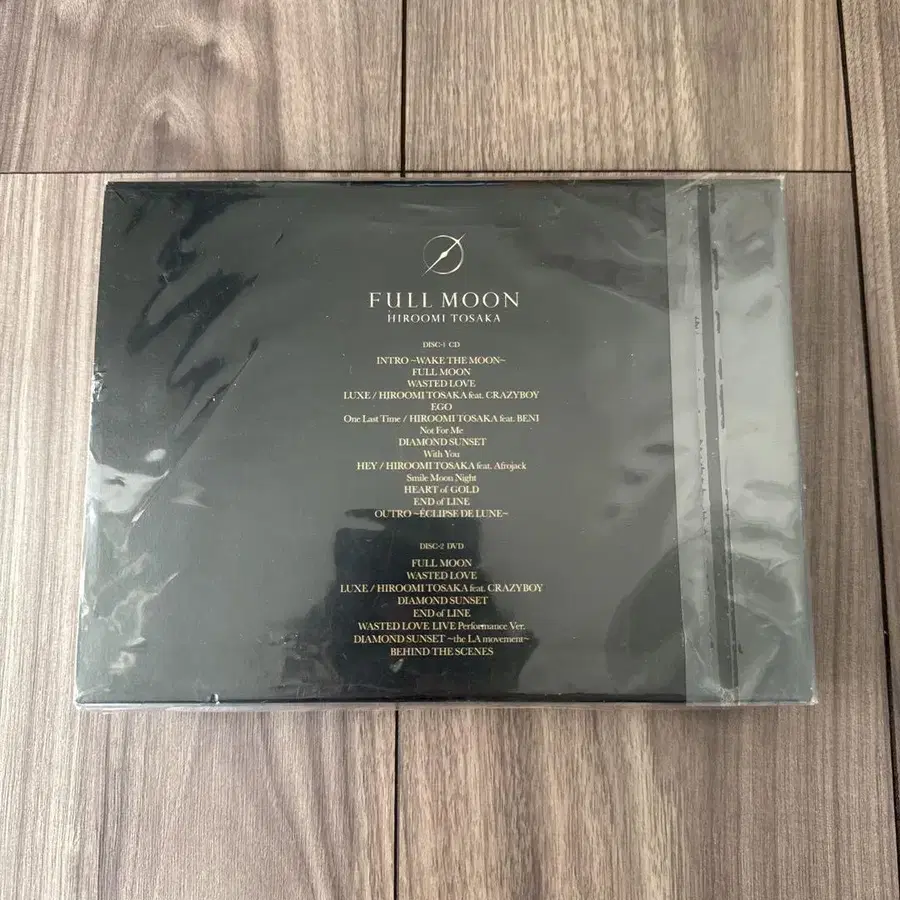 FULL MOON
HIROOMI TOSAKA
DISC-1 CD
INTRO ~WAKE THE MOON~
FULL MOON
WASTED LOVE
LUXE / HIROOMI TOSAKA feat. CRAZYBOY
EGO
One Last Time / HIROOMI TOSAKA feat. BENI
Not For Me
DIAMOND SUNSET
With You
HEY / HIROOMI TOSAKA feat. Afrojack
Smile Moon Night
HEART of GOLD
END of LINE
OUTRO ~ÉCLIPSE DE LUNE~
DISC-2 DVD
FULL MOON
WASTED LOVE
LUXE / HIROOMI TOSAKA feat. CRAZYBOY
DIAMOND SUNSET
END of LINE
WASTED LOVE LIVE Performance Ver.
DIAMOND SUNSET ~the LA movement~
BEHIND THE SCENES